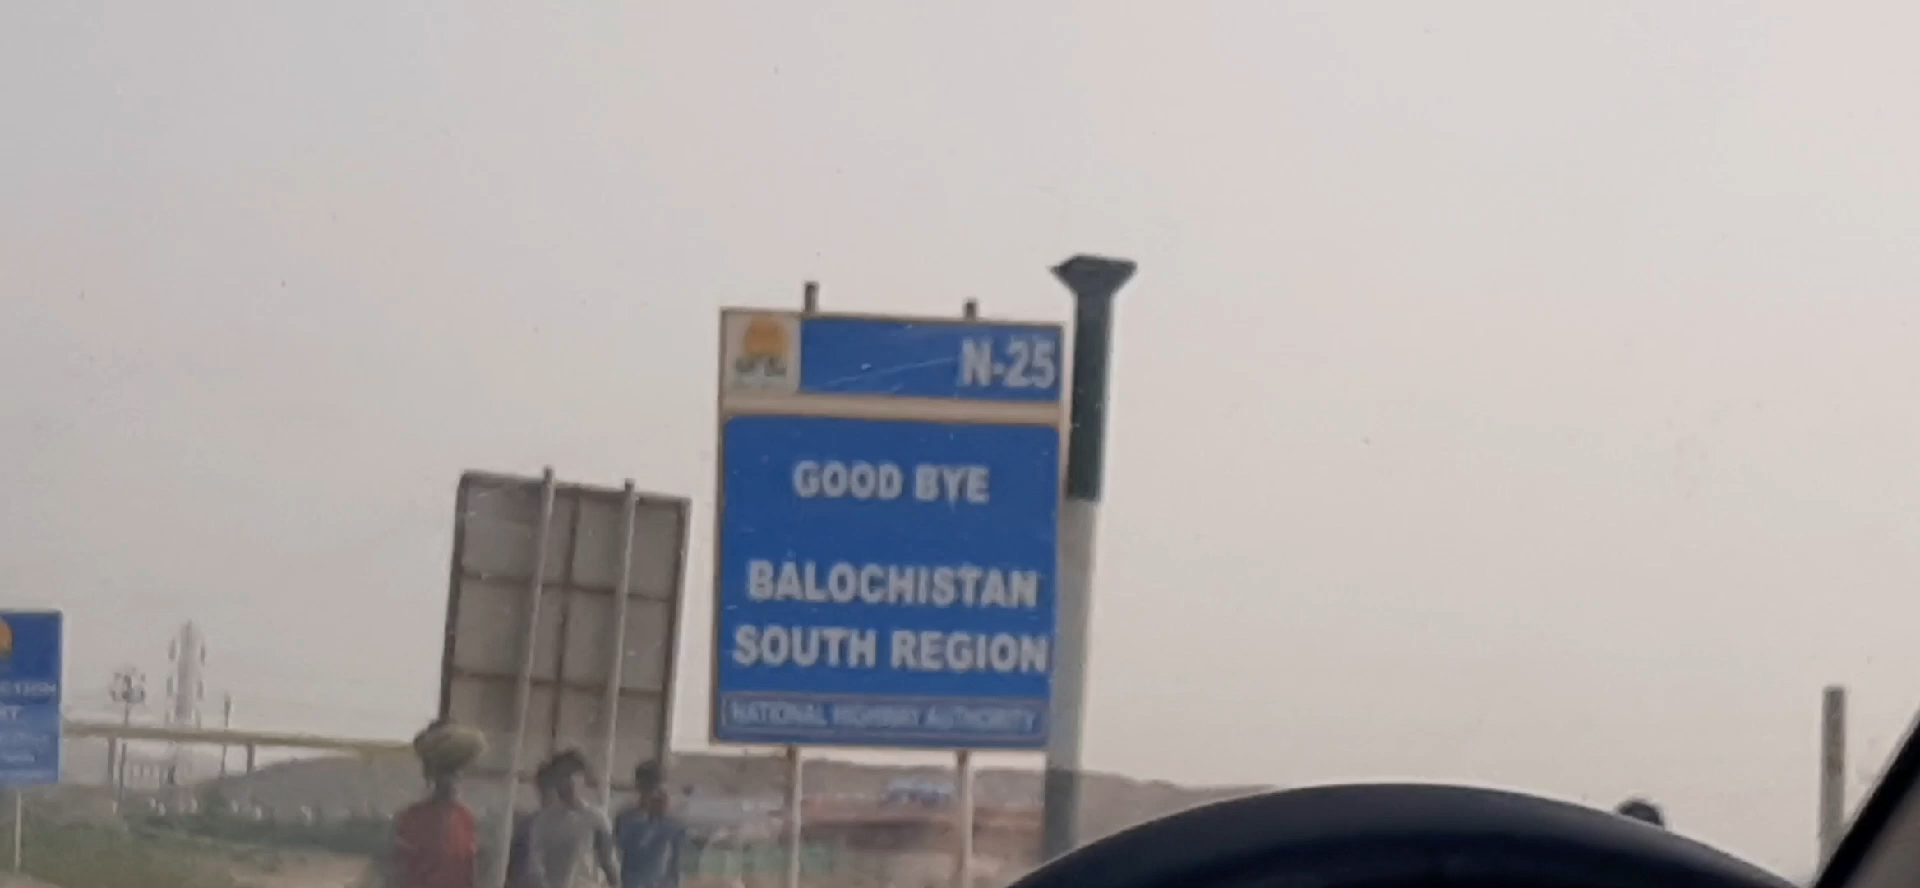 N-25
GOOD BYE
BALOCHISTAN
SOUTH REGION
NATIONAL HIGHWAY AUTHORITY